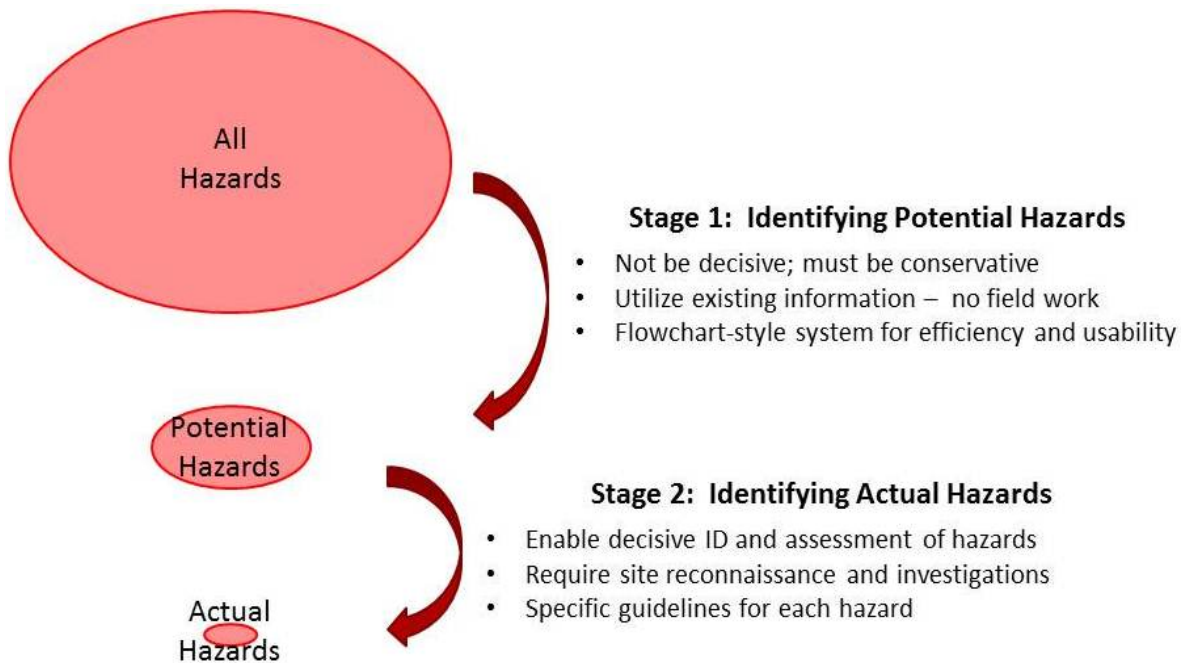 All
Hazards
Stage 1:  Identifying Potential Hazards
• Not be decisive; must be conservative
• Utilize existing information – no field work
• Flowchart-style system for efficiency and usability
Potential
Hazards
Stage 2:  Identifying Actual Hazards
• Enable decisive ID and assessment of hazards
• Require site reconnaissance and investigations
• Specific guidelines for each hazard
Actual
Hazards